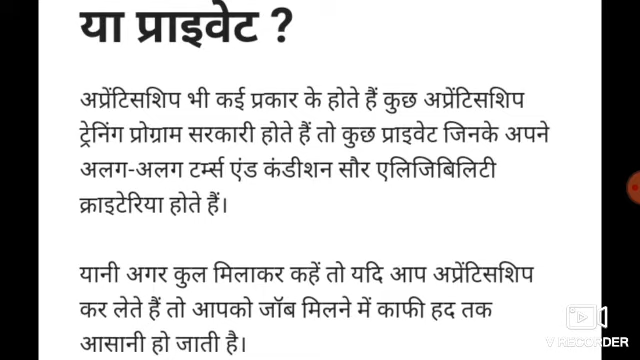 या प्राइवेट ?
अप्रेंटिसशिप भी कई प्रकार के होते हैं कुछ अप्रेंटिसशिप
ट्रेनिंग प्रोग्राम सरकारी होते हैं तो कुछ प्राइवेट जिनके अपने
अलग-अलग टर्म्स एंड कंडीशन सौर एलिजिबिलिटी
क्राइटेरिया होते हैं।
यानी अगर कुल मिलाकर कहें तो यदि आप अप्रेंटिसशिप
कर लेते हैं तो आपको जॉब मिलने में काफी हद तक
आसानी हो जाती है।
V RECORDER